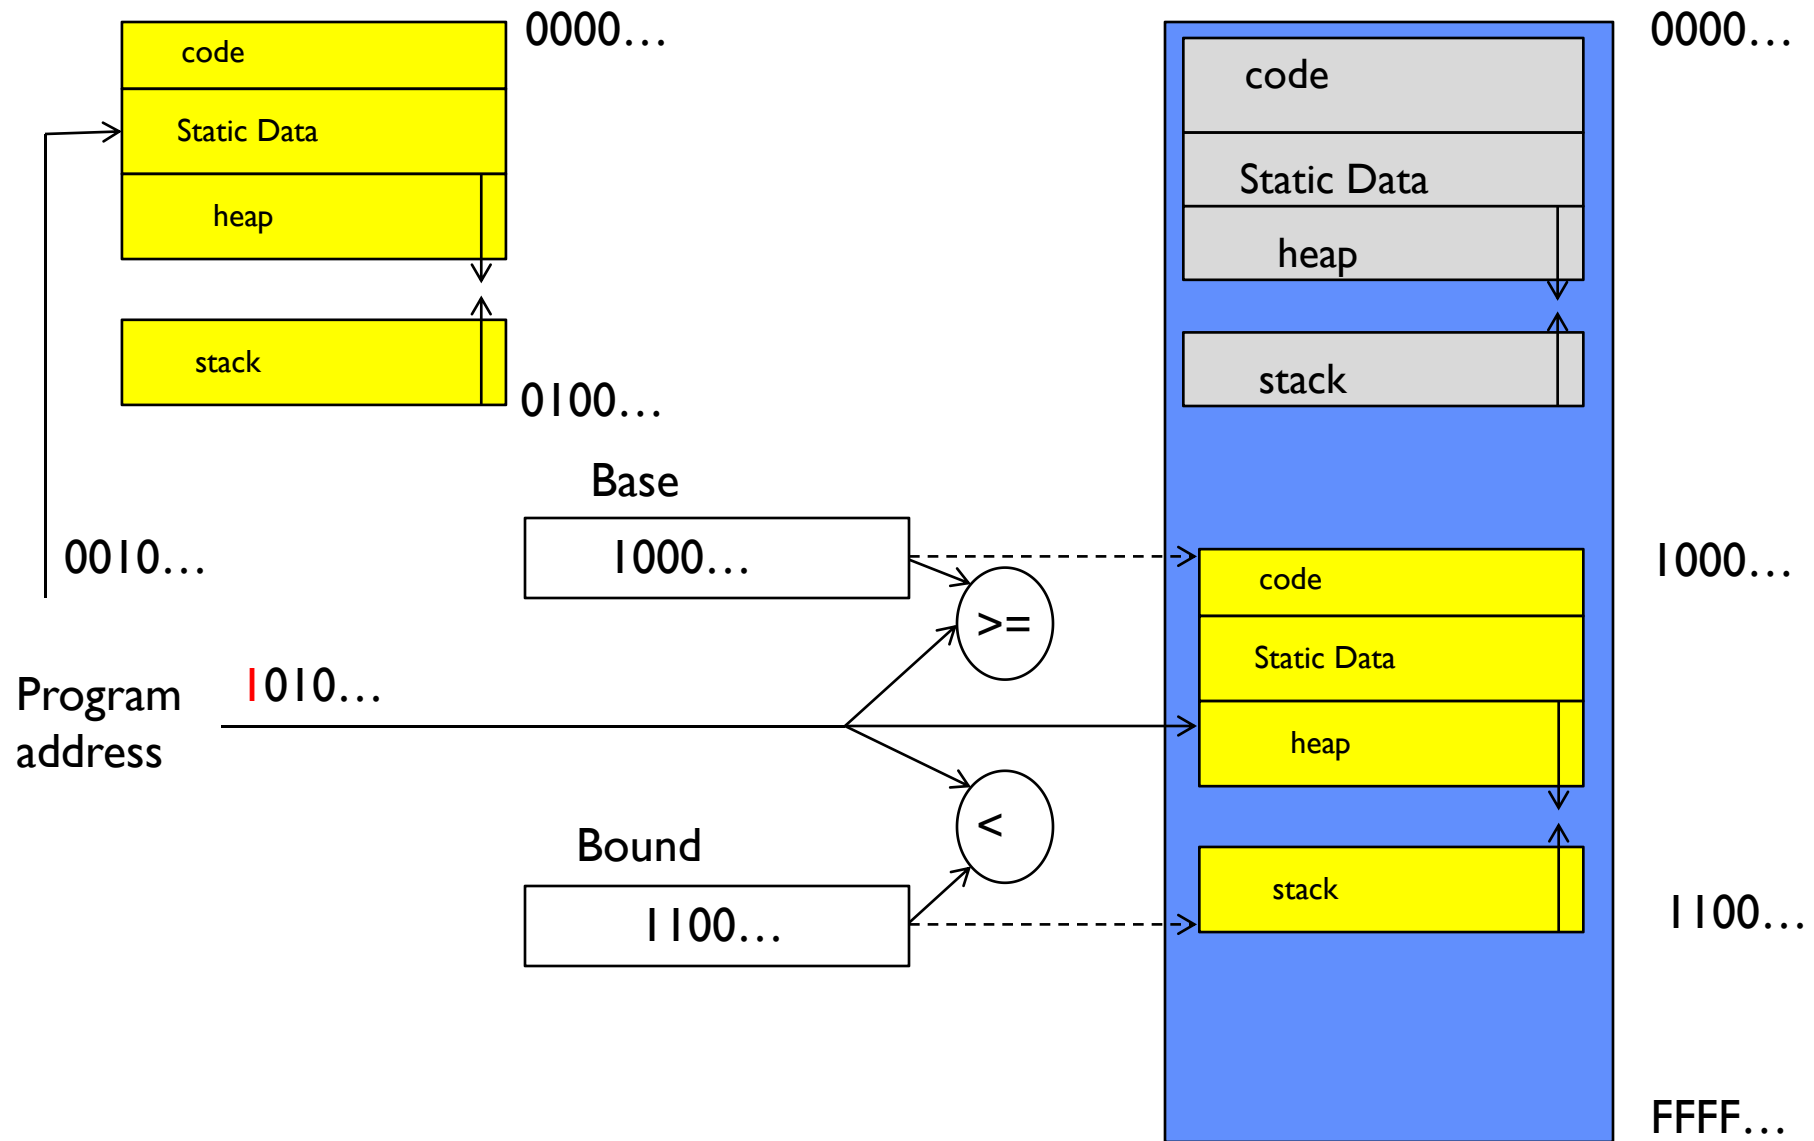 code
0000…
Static Data
heap
stack
0100…
0010…
Base
1000…
>=
Program
address
1010…
Bound
1100…
<
code
0000…
Static Data
heap
stack
code
1000…
Static Data
heap
stack
1100…
FFFF…